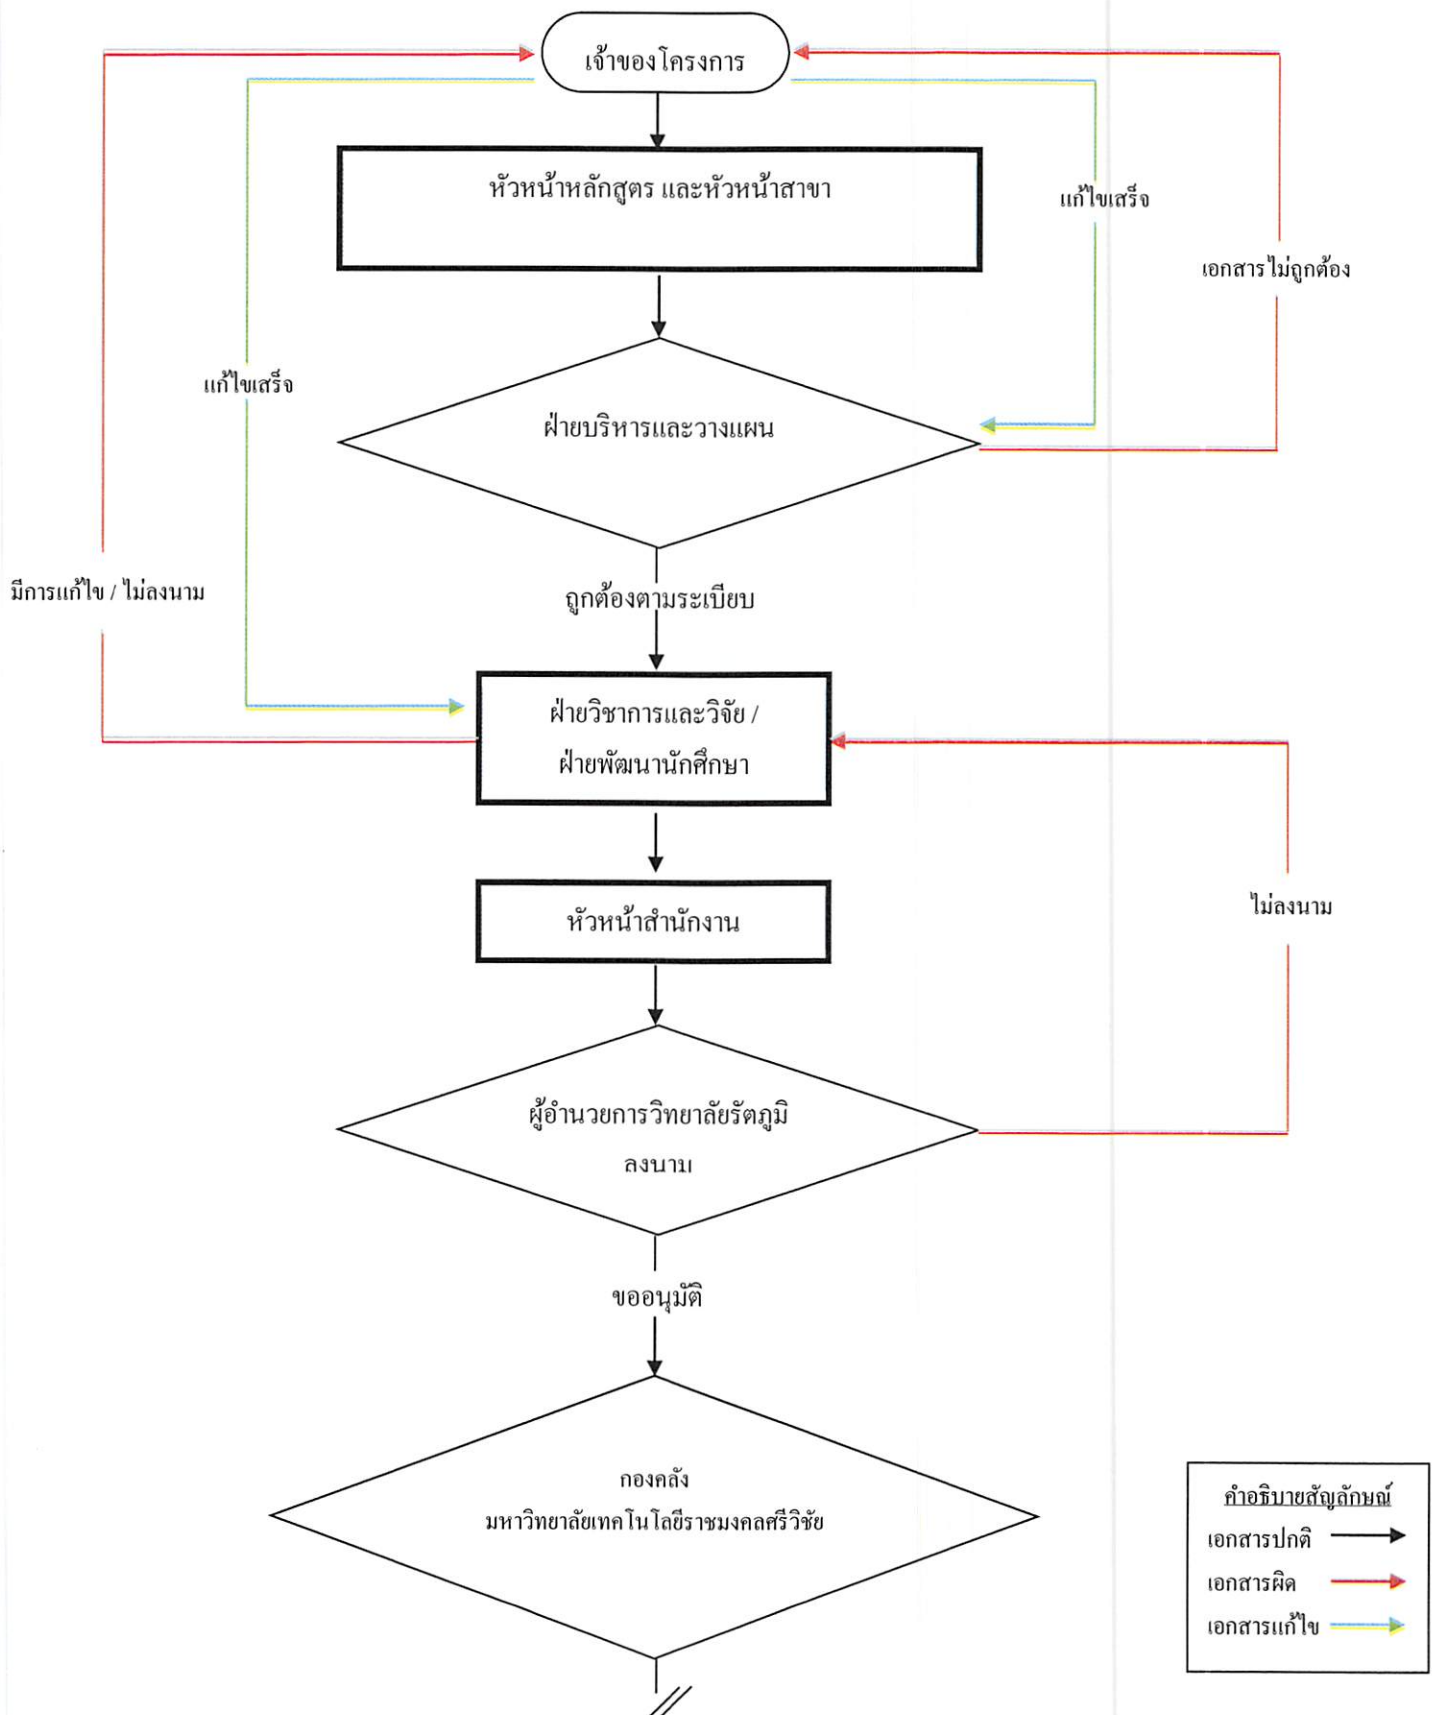 เจ้าของโครงการ
หัวหน้าหลักสูตร และหัวหน้าสาขา
แก้ไขเสร็จ
เอกสารไม่ถูกต้อง
แก้ไขเสร็จ
ฝ่ายบริหารและวางแผน
มีการแก้ไข / ไม่ลงนาม
ถูกต้องตามระเบียบ
ฝ่ายวิชาการและวิจัย /
ฝ่ายพัฒนานักศึกษา
หัวหน้าสำนักงาน
ไม่ลงนาม
ผู้อำนวยการวิทยาลัยรัตภูมิ
ลงนาม
ขออนุมัติ
กองคลัง
มหาวิทยาลัยเทคโนโลยีราชมงคลศรีวิชัย
คำอธิบายสัญลักษณ์
เอกสารปกติ
เอกสารผิด
เอกสารแก้ไข